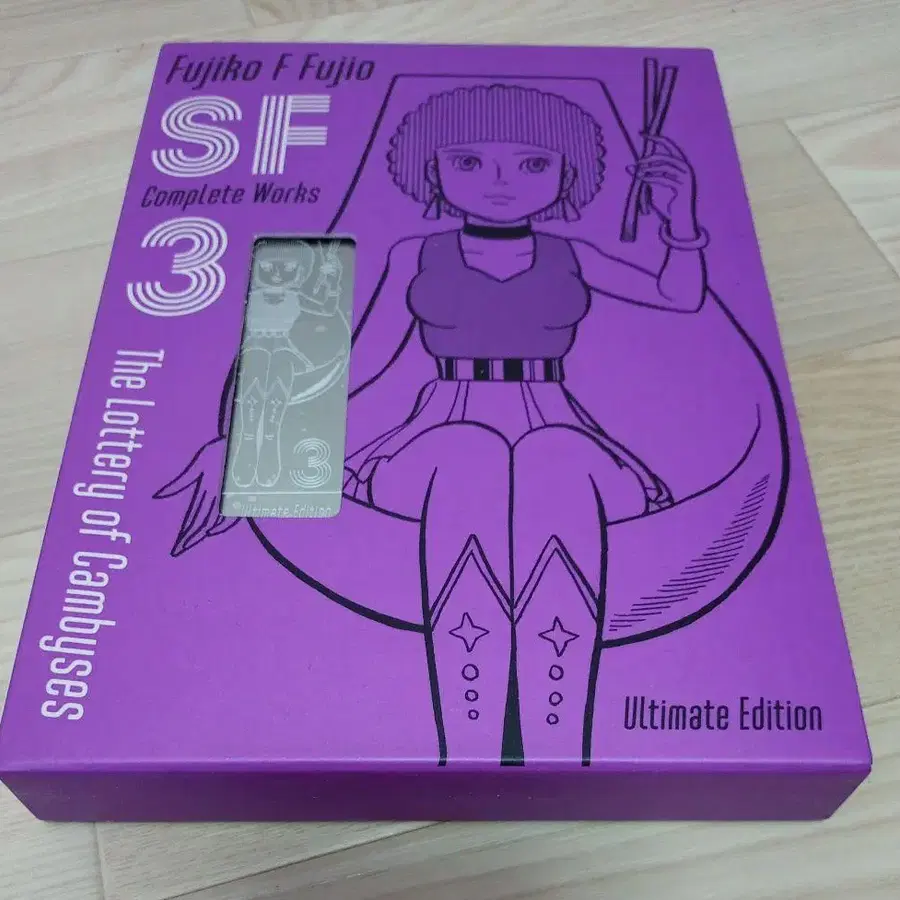 Fujiko F Fujio
SF
Complete Works
3
The Lottery of Cambyses
3
Ultimate Edition
Ultimate Edition